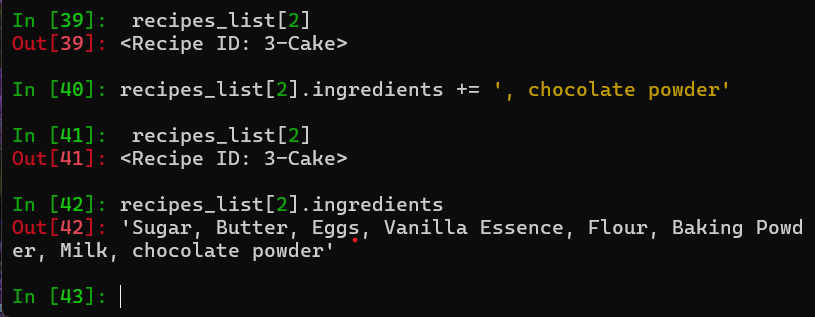 In [39]:  recipes_list[2]
Out[39]: <Recipe ID: 3-Cake>
In [40]: recipes_list[2].ingredients += ', chocolate powder'
In [41]:  recipes_list[2]
Out[41]: <Recipe ID: 3-Cake>
In [42]: recipes_list[2].ingredients
Out[42]: 'Sugar, Butter, Eggs, Vanilla Essence, Flour, Baking Powd
er, Milk, chocolate powder'
In [43]: